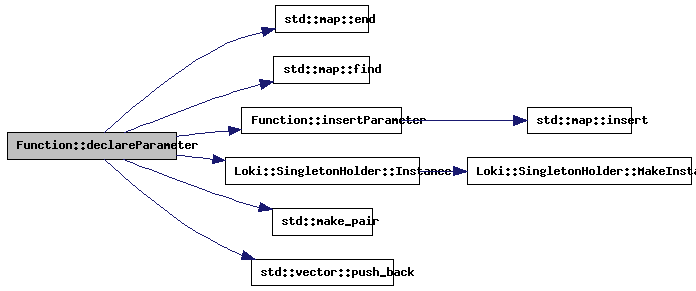 std::map::end
std::map::find
Function::insertParameter
std::map::insert
Function::declareParameter
Loki::SingletonHolder::Instance
Loki::SingletonHolder::MakeInsta
std::make_pair
std::vector::push_back